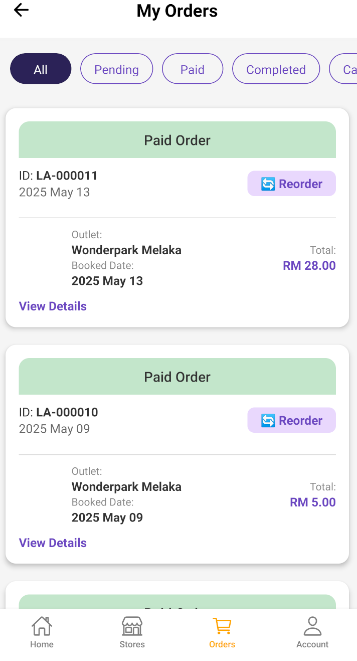 My Orders
All
Pending
Paid
Completed
Ca
Paid Order
ID: LA-000011
2025 May 13
Reorder
Outlet:
Wonderpark Melaka
Total:
Booked Date:
RM 28.00
2025 May 13
View Details
Paid Order
ID: LA-000010
2025 May 09
Reorder
Outlet:
Wonderpark Melaka
Total:
Booked Date:
RM 5.00
2025 May 09
View Details
Paid Order
Home
Stores
Orders
Account